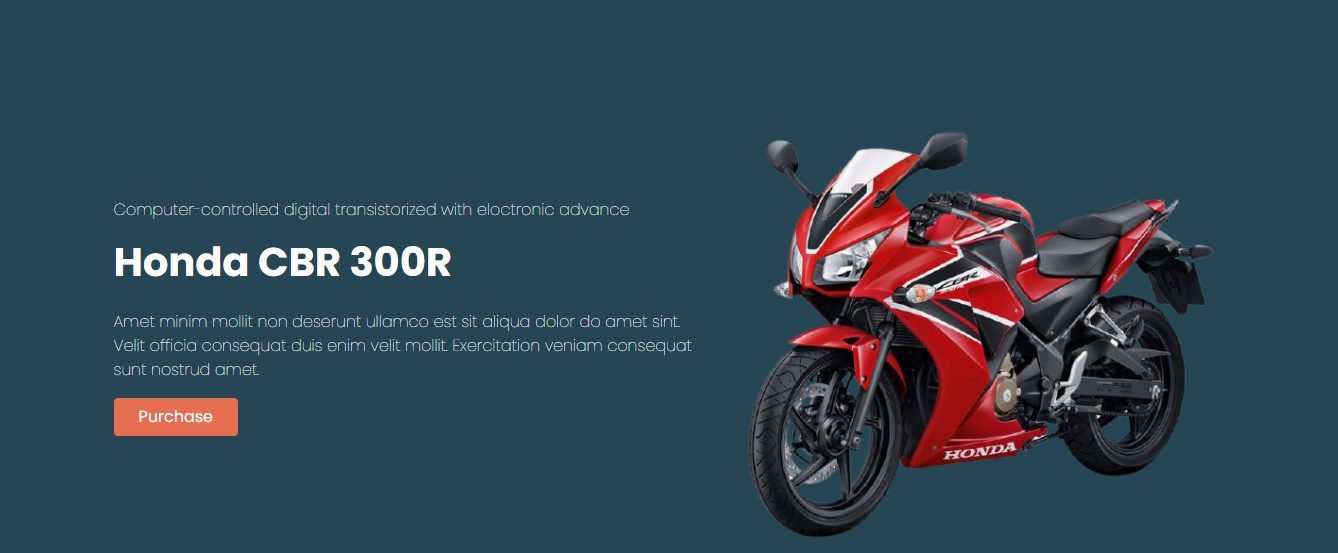 Computer-controlled digital transistorized with eloctronic advance
Honda CBR 300R
Amet minim mollit non deserunt ullamco est sit aliqua dolor do amet sint.
Velit officia consequat duis enim velit mollit. Exercitation veniam consequat
sunt nostrud amet.
Purchase
CBR
HONDA